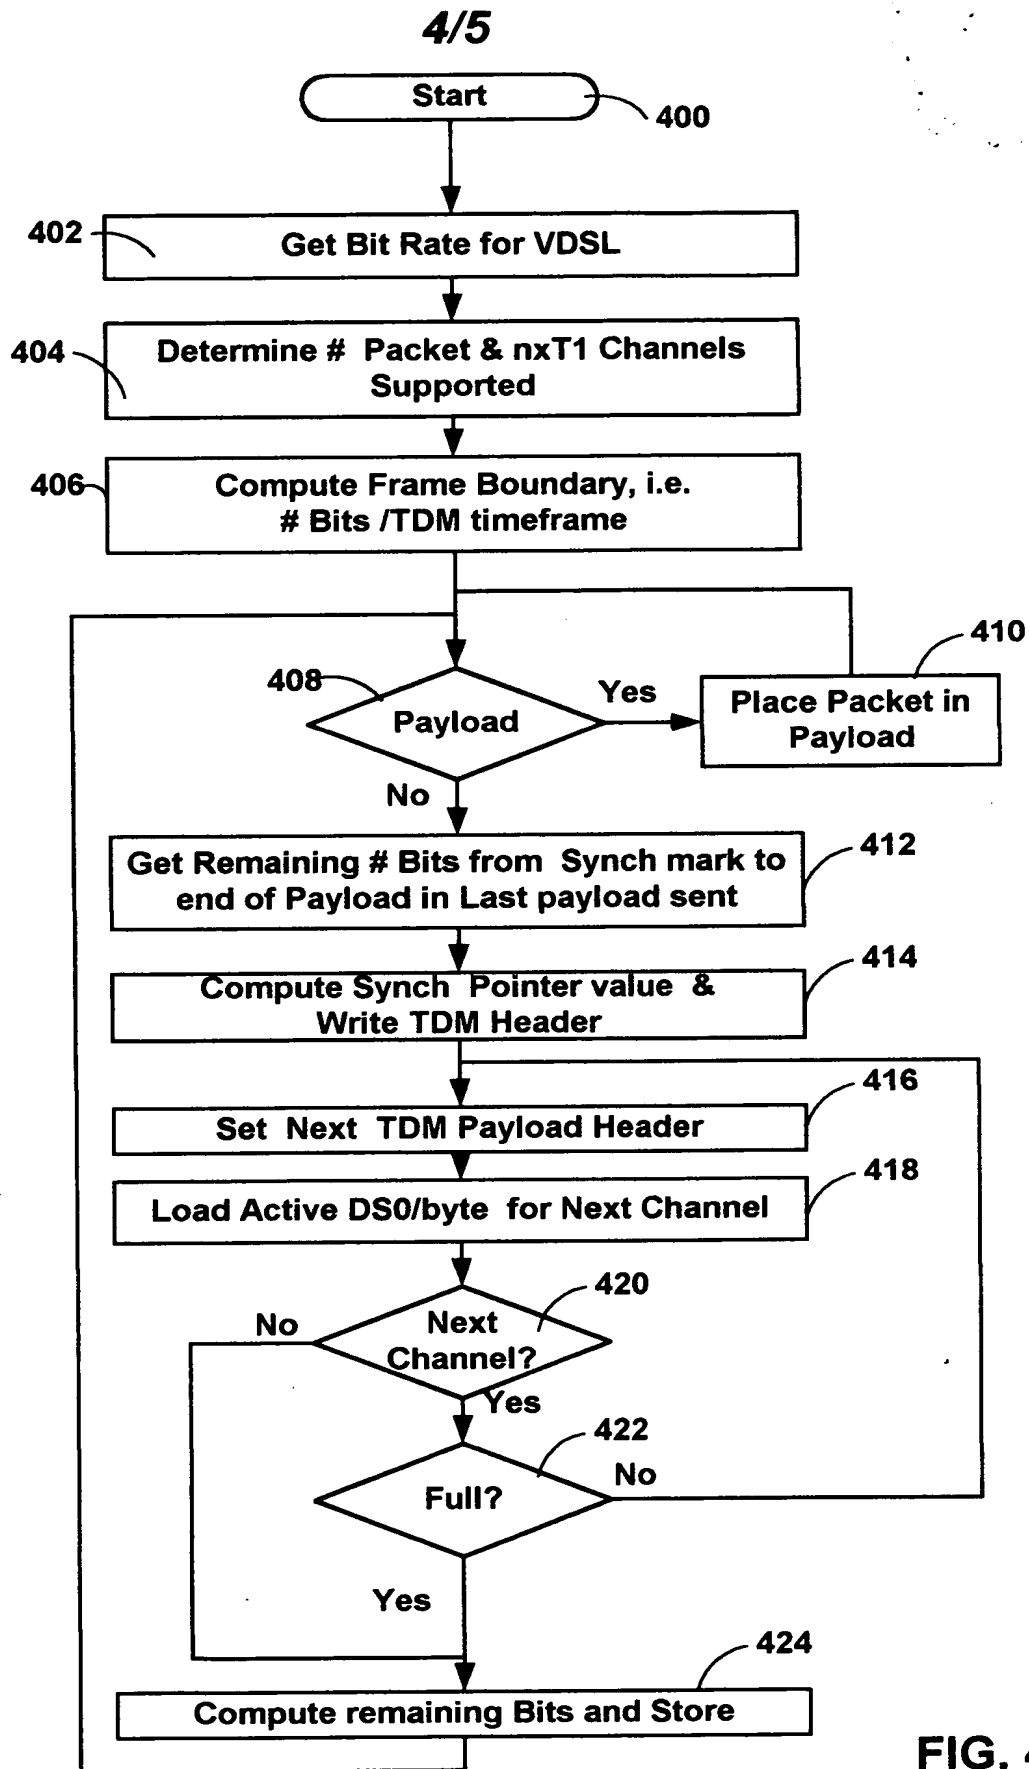 4/5
Start
400
402
Get Bit Rate for VDSL
404
Determine # Packet & nxT1 Channels
Supported
406
Compute Frame Boundary, i.e.
# Bits /TDM timeframe
410
408
Payload
Yes
Place Packet in
Payload
No
Get Remaining # Bits from Synch mark to
end of Payload in Last payload sent
412
Compute Synch Pointer value &
Write TDM Header
414
416
Set Next TDM Payload Header
418
Load Active DS0/byte for Next Channel
420
No
Next
Channel?
Yes
422
Full?
No
Yes
424
Compute remaining Bits and Store
FIG. 4